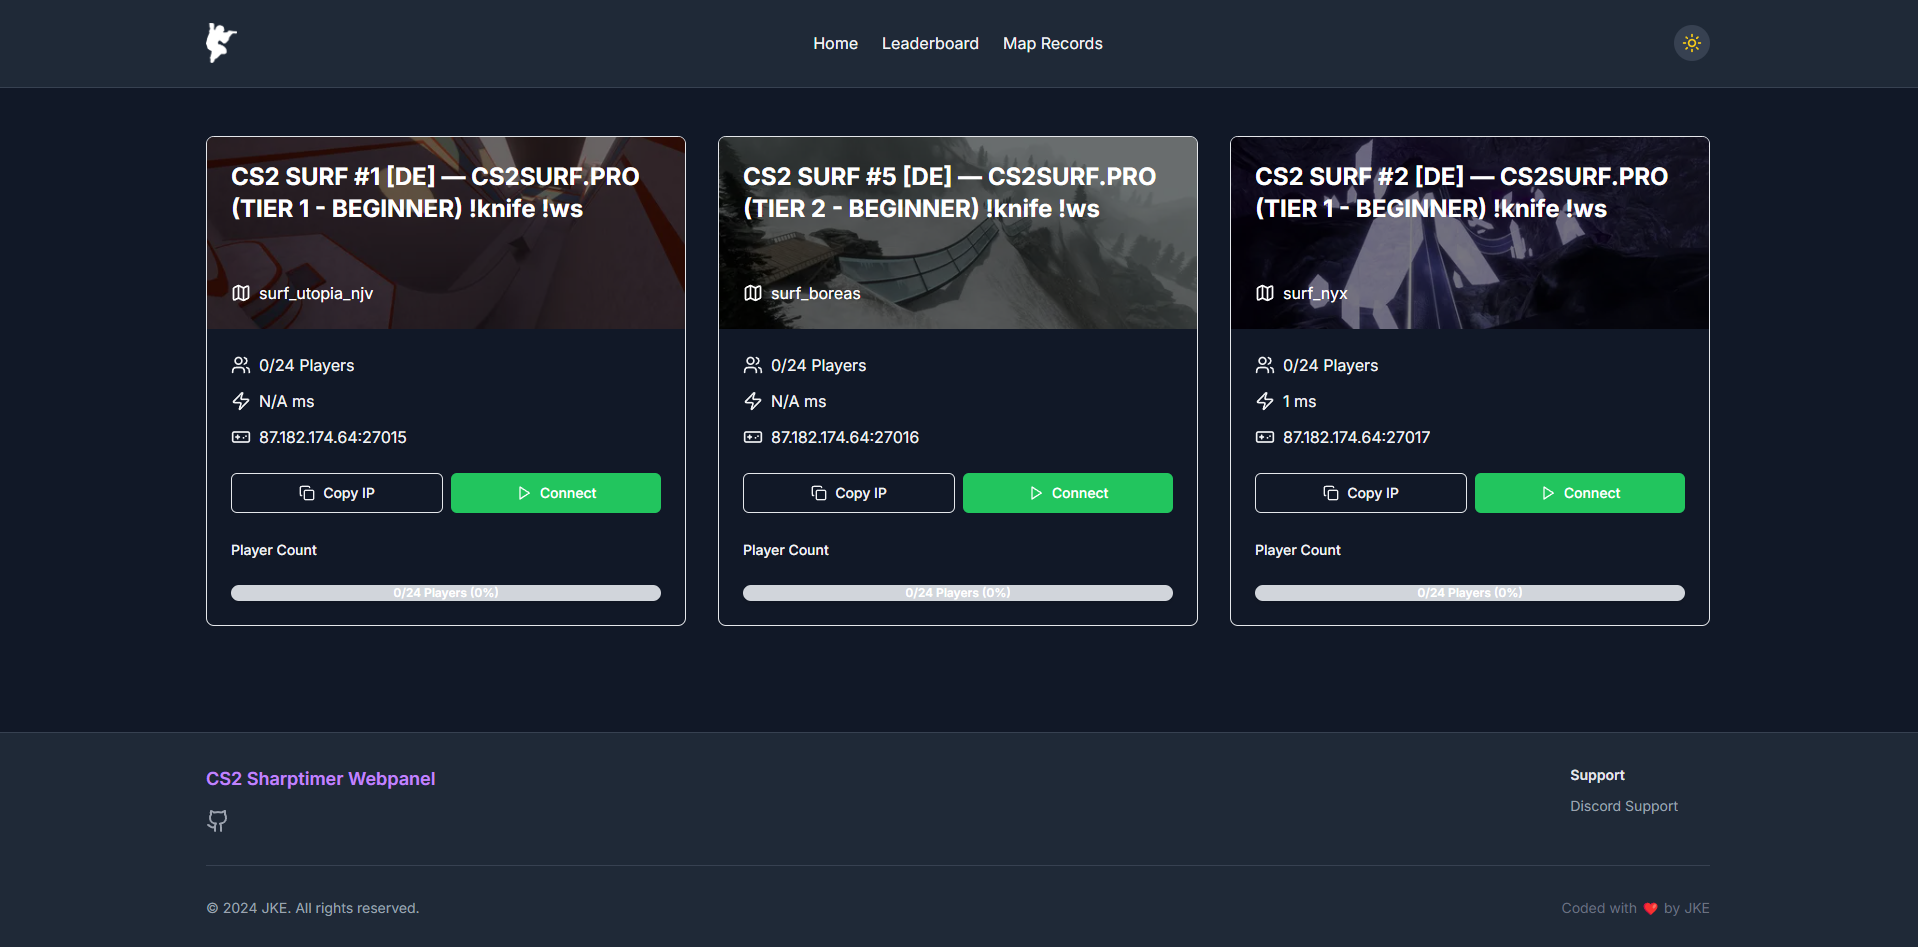 Home Leaderboard Map Records
CS2 SURF #1 [DE] — CS2SURF.PRO
(TIER 1 - BEGINNER) !knife !ws
surf_utopia_njv
0/24 Players
N/A ms
87.182.174.64:27015
Copy IP
Connect
Player Count
0/24 Players (0%)
CS2 SURF #5 [DE] — CS2SURF.PRO
(TIER 2 - BEGINNER) !knife !ws
surf_boreas
0/24 Players
N/A ms
87.182.174.64:27016
Copy IP
Connect
Player Count
0/24 Players (0%)
CS2 SURF #2 [DE] — CS2SURF.PRO
(TIER 1 - BEGINNER) !knife !ws
surf_nyx
0/24 Players
1 ms
87.182.174.64:27017
Copy IP
Connect
Player Count
0/24 Players (0%)
CS2 Sharptimer Webpanel
Support
Discord Support
© 2024 JKE. All rights reserved.
Coded with ❤️ by JKE